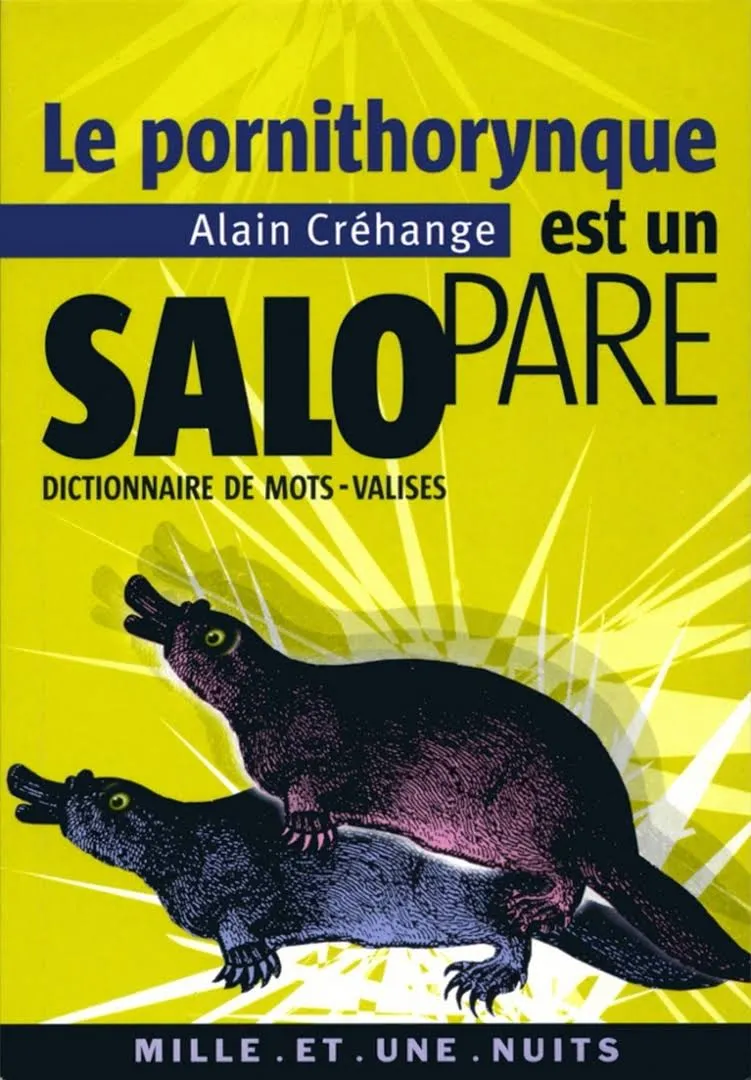 Le pornithorynque
Alain Créhange
est un
SALOPARE
DICTIONNAIRE DE MOTS-VALISES
MILLE.ET.UNE.NUITS